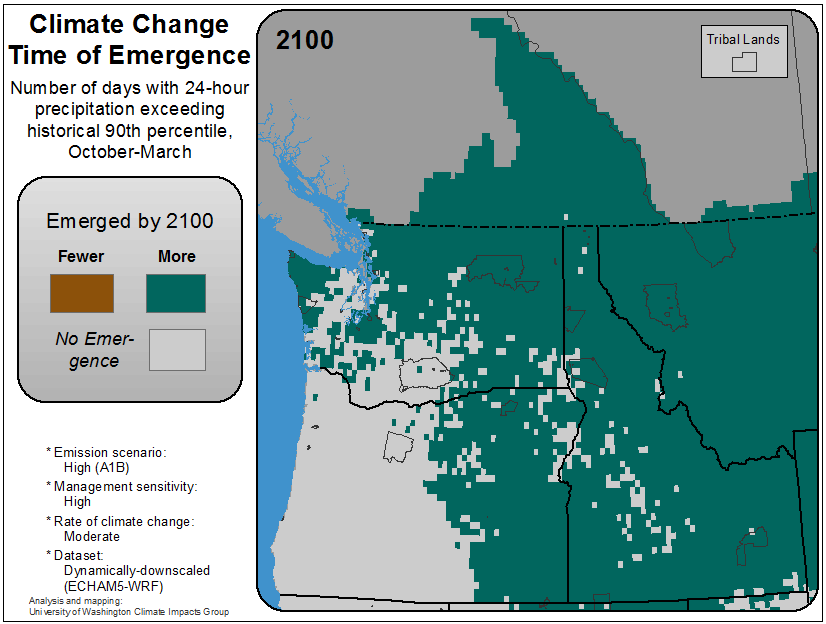 Climate Change
Time of Emergence
Number of days with 24-hour
precipitation exceeding
historical 90th percentile,
October-March
Emerged by 2100
Fewer
More
No Emer-
gence
* Emission scenario:
High (A1B)
* Management sensitivity:
High
* Rate of climate change:
Moderate
* Dataset:
Dynamically-downscaled
(ECHAM5-WRF)
Analysis and mapping:
University of Washington Climate Impacts Group
2100
Tribal Lands